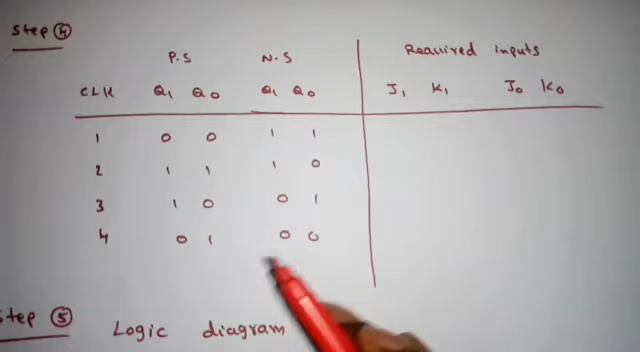 Step ④
P.S N.S Required inputs
CLK Q₁ Q₀ Q₁ Q₀ J₁ K₁ J₀ K₀
1 0 0 1 1
2 1 1 1 0
3 1 0 0 1
4 0 1 0 0
Step ⑤ Logic diagram